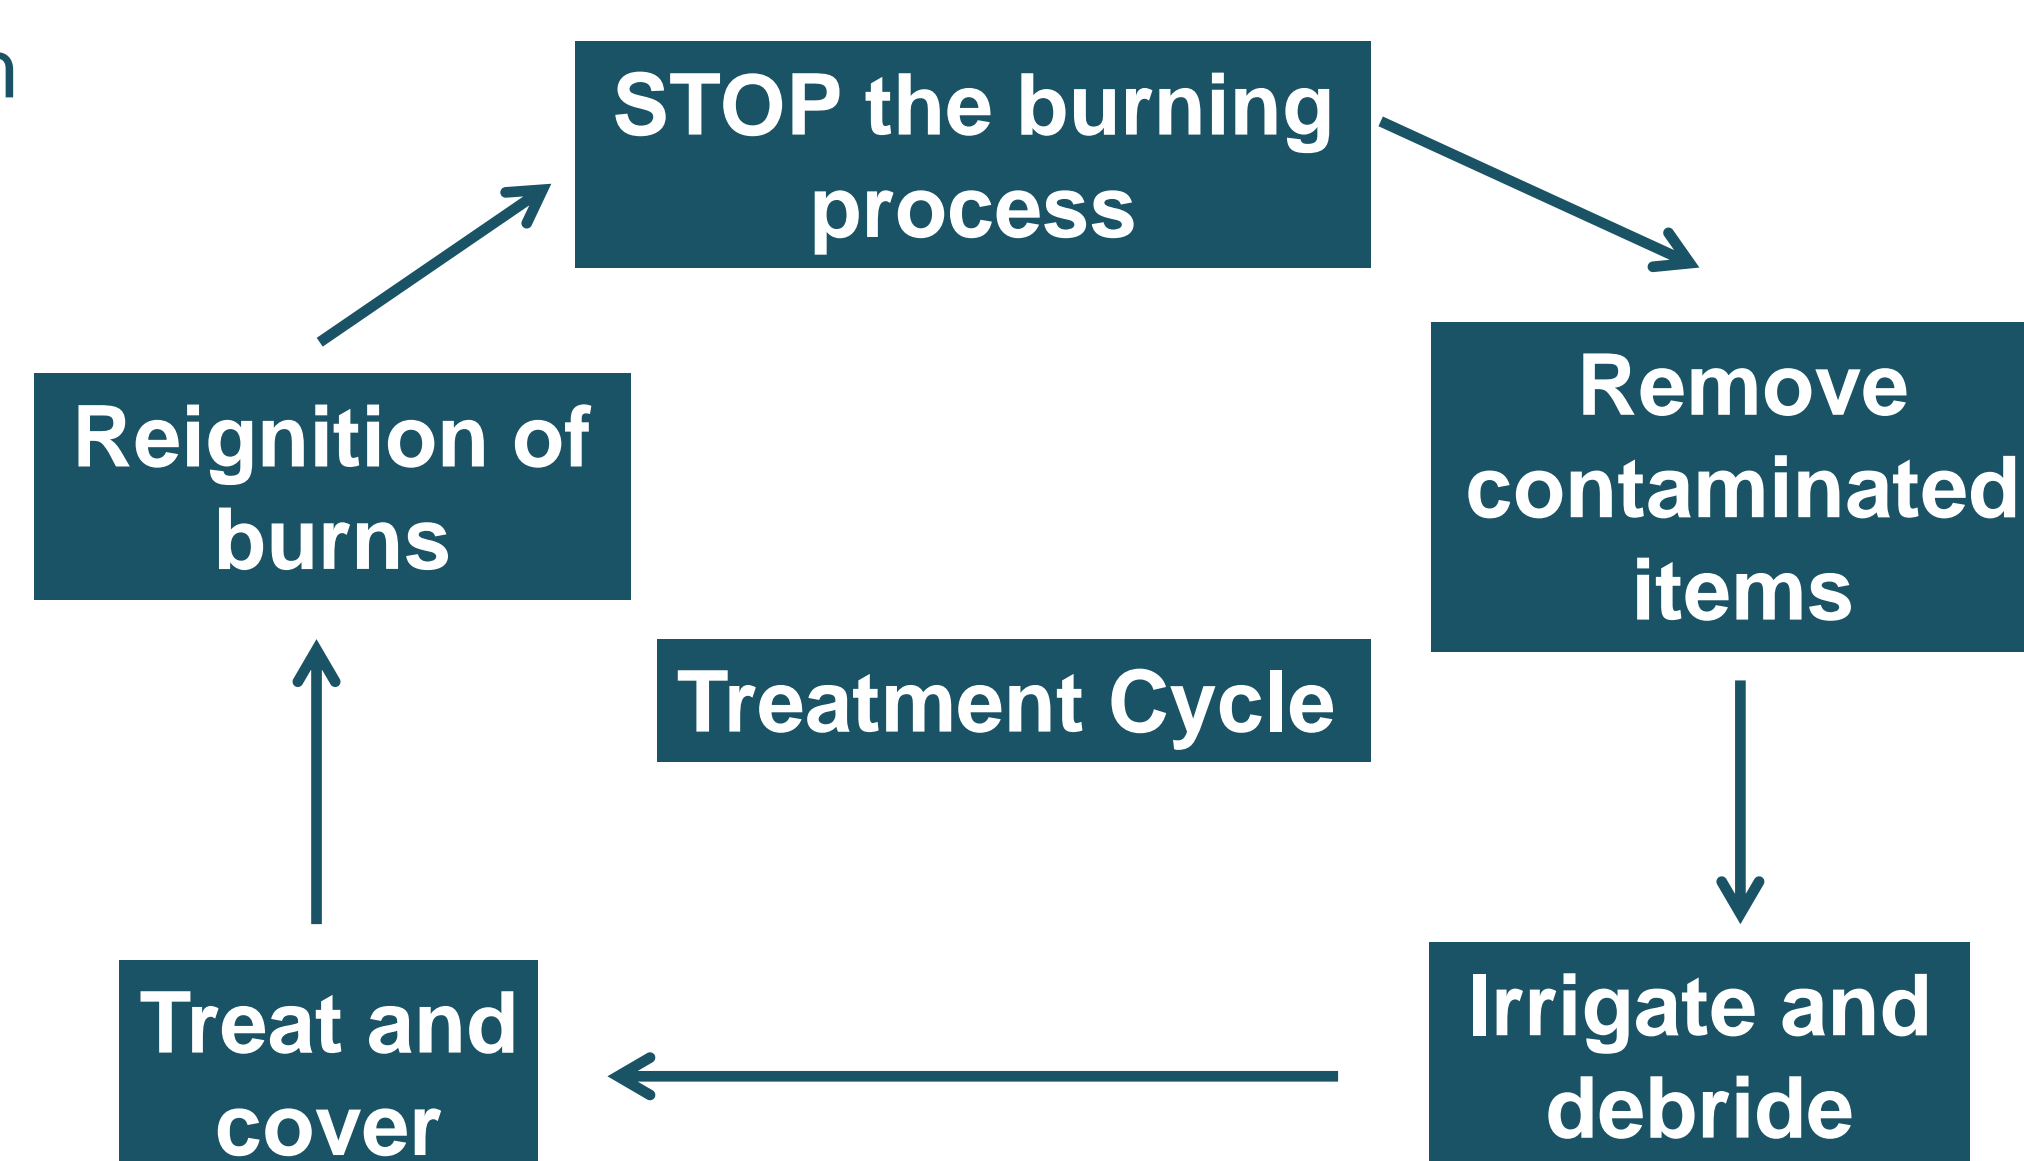 STOP the burning
process
Remove
contaminated
items
Reignition of
burns
Treatment Cycle
Irrigate and
debride
Treat and
cover